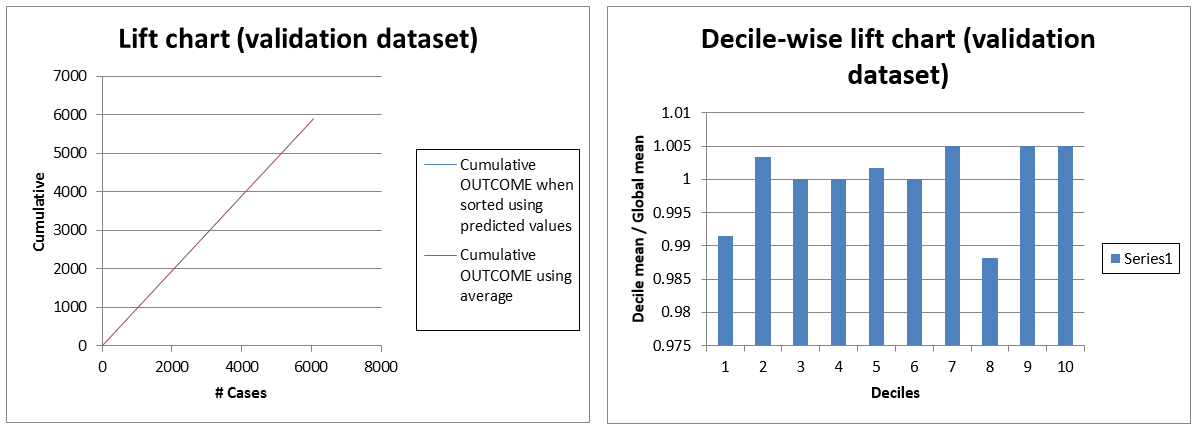 Lift chart (validation dataset)
7000
6000
5000
4000
3000
2000
1000
0
Cumulative
0 2000 4000 6000 8000
# Cases
Cumulative
OUTCOME when
sorted using
predicted values
Cumulative
OUTCOME using
average
Decile-wise lift chart (validation
dataset)
1.01
1.005
1
0.995
0.99
0.985
0.98
0.975
Decile mean / Global mean
1 2 3 4 5 6 7 8 9 10
Deciles
Series1